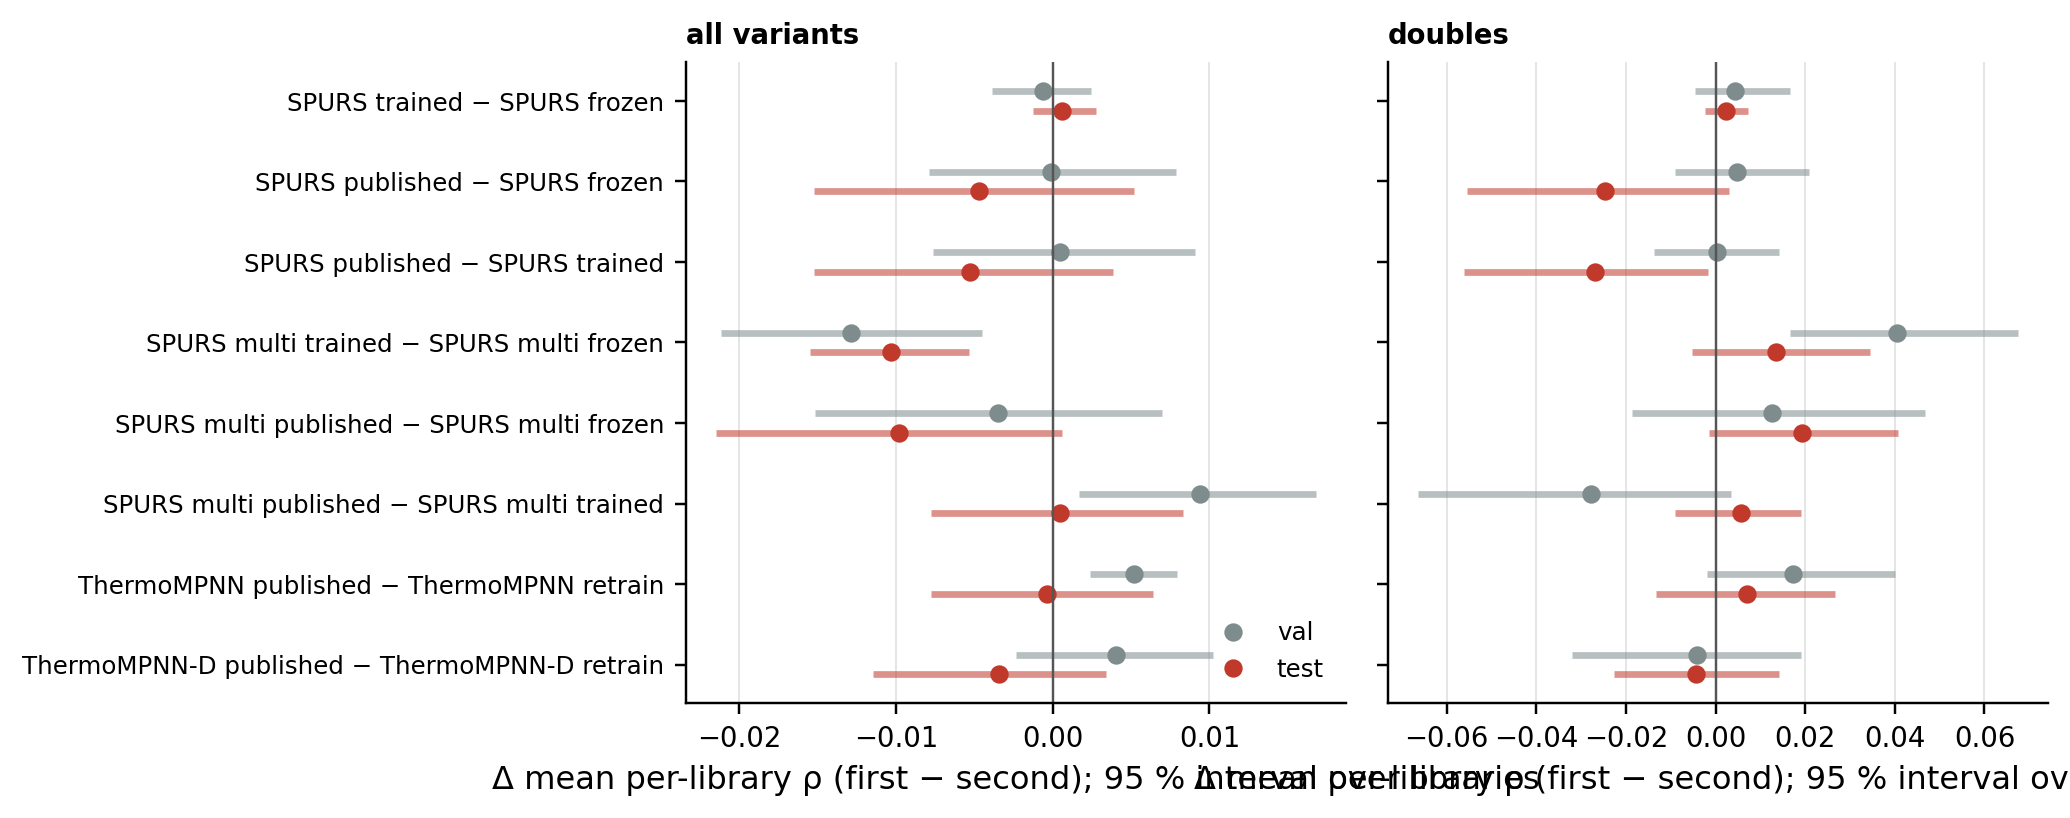 all variants
doubles
SPURS trained − SPURS frozen
SPURS published − SPURS frozen
SPURS published − SPURS trained
SPURS multi trained − SPURS multi frozen
SPURS multi published − SPURS multi frozen
SPURS multi published − SPURS multi trained
ThermoMPNN published − ThermoMPNN retrain
ThermoMPNN-D published − ThermoMPNN-D retrain
val
test
−0.02 −0.01 0.00 0.01
−0.06 −0.04 −0.02 0.00 0.02 0.04 0.06
Δ mean per-library ρ (first − second); 95 % interval over libraries
Δ mean per-library ρ (first − second); 95 % interval ov